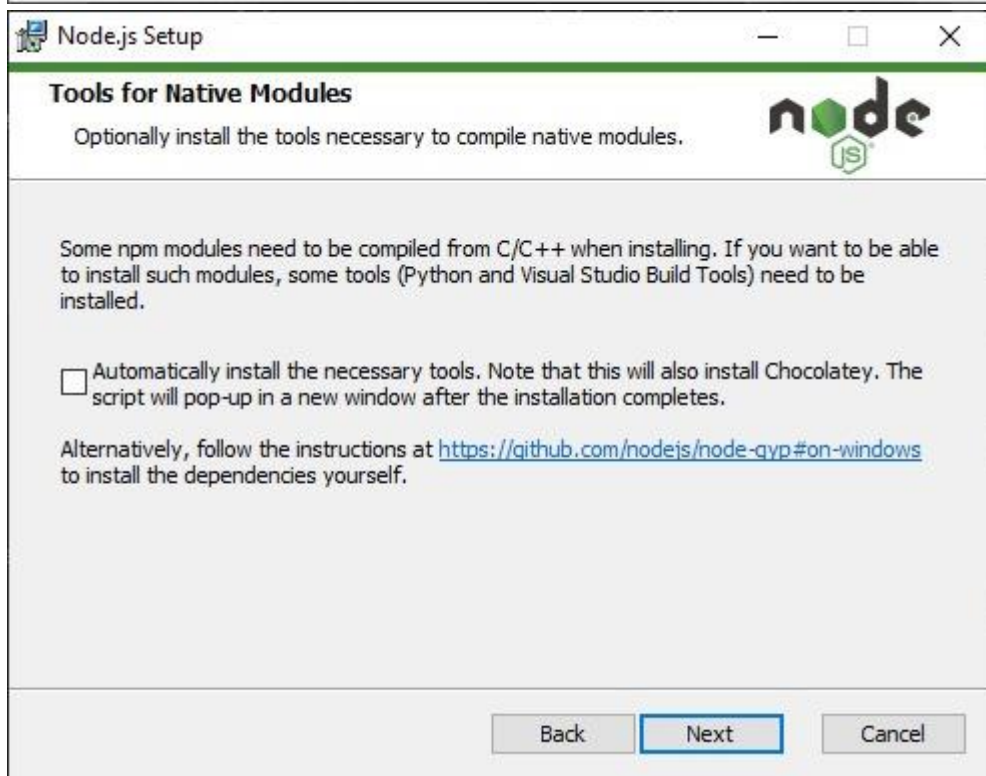 Node.js Setup
Tools for Native Modules
Optionally install the tools necessary to compile native modules.
node
JS
Some npm modules need to be compiled from C/C++ when installing. If you want to be able
to install such modules, some tools (Python and Visual Studio Build Tools) need to be
installed.
Automatically install the necessary tools. Note that this will also install Chocolatey. The
script will pop-up in a new window after the installation completes.
Alternatively, follow the instructions at https://github.com/nodejs/node-gyp#on-windows
to install the dependencies yourself.
Back
Next
Cancel